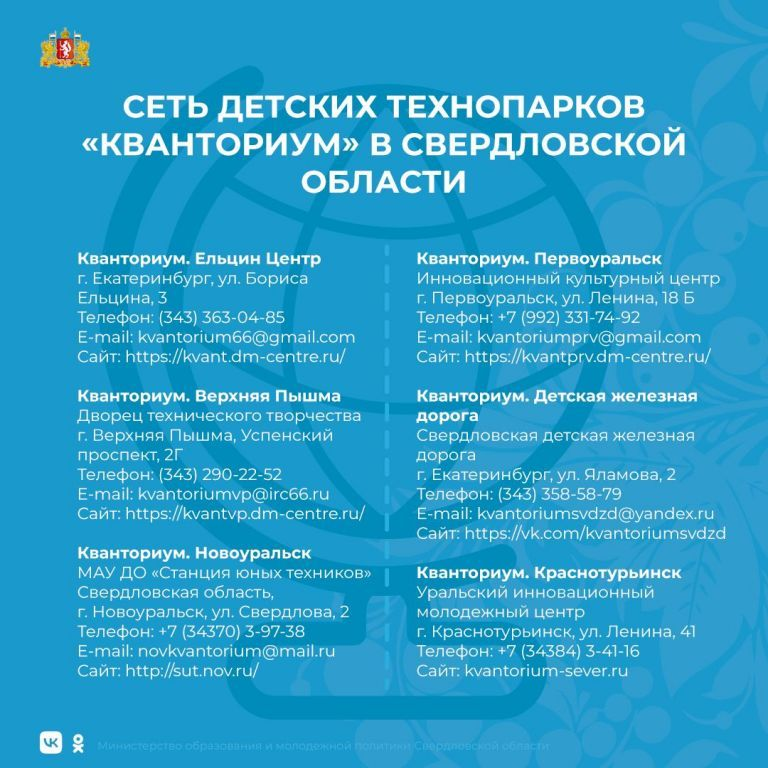 СЕТЬ ДЕТСКИХ ТЕХНОПАРКОВ
«КВАНТОРИУМ» В СВЕРДЛОВСКОЙ
ОБЛАСТИ
Кванториум. Ельцин Центр
г. Екатеринбург, ул. Бориса
Ельцина, 3
Телефон: (343) 363-04-85
E-mail: kvantorium66@gmail.com
Сайт: https://kvant.dm-centre.ru/
Кванториум. Верхняя Пышма
Дворец технического творчества
г. Верхняя Пышма, Успенский
проспект, 2Г
Телефон: (343) 290-22-52
E-mail: kvantoriumvp@irc66.ru
Сайт: https://kvantvp.dm-centre.ru/
Кванториум. Новоуральск
МАУ ДО «Станция юных техников»
Свердловская область,
г. Новоуральск, ул. Свердлова, 2
Телефон: +7 (34370) 3-97-38
E-mail: novkvantorium@mail.ru
Сайт: http://sut.nov.ru/
Кванториум. Первоуральск
Инновационный культурный центр
г. Первоуральск, ул. Ленина, 18 Б
Телефон: +7 (992) 331-74-92
E-mail: kvantoriumprv@gmail.com
Сайт: https://kvantprv.dm-centre.ru/
Кванториум. Детская железная
дорога
Свердловская детская железная
дорога
г. Екатеринбург, ул. Яламова, 2
Телефон: (343) 358-58-79
E-mail: kvantoriumsvdzd@yandex.ru
Сайт: https://vk.com/kvantoriumsvdzd
Кванториум. Краснотурьинск
Уральский инновационный
молодежный центр
г. Краснотурьинск, ул. Ленина, 41
Телефон: +7 (34384) 3-41-16
Сайт: kvantorium-sever.ru
Министерство образования и молодежной политики Свердловской области